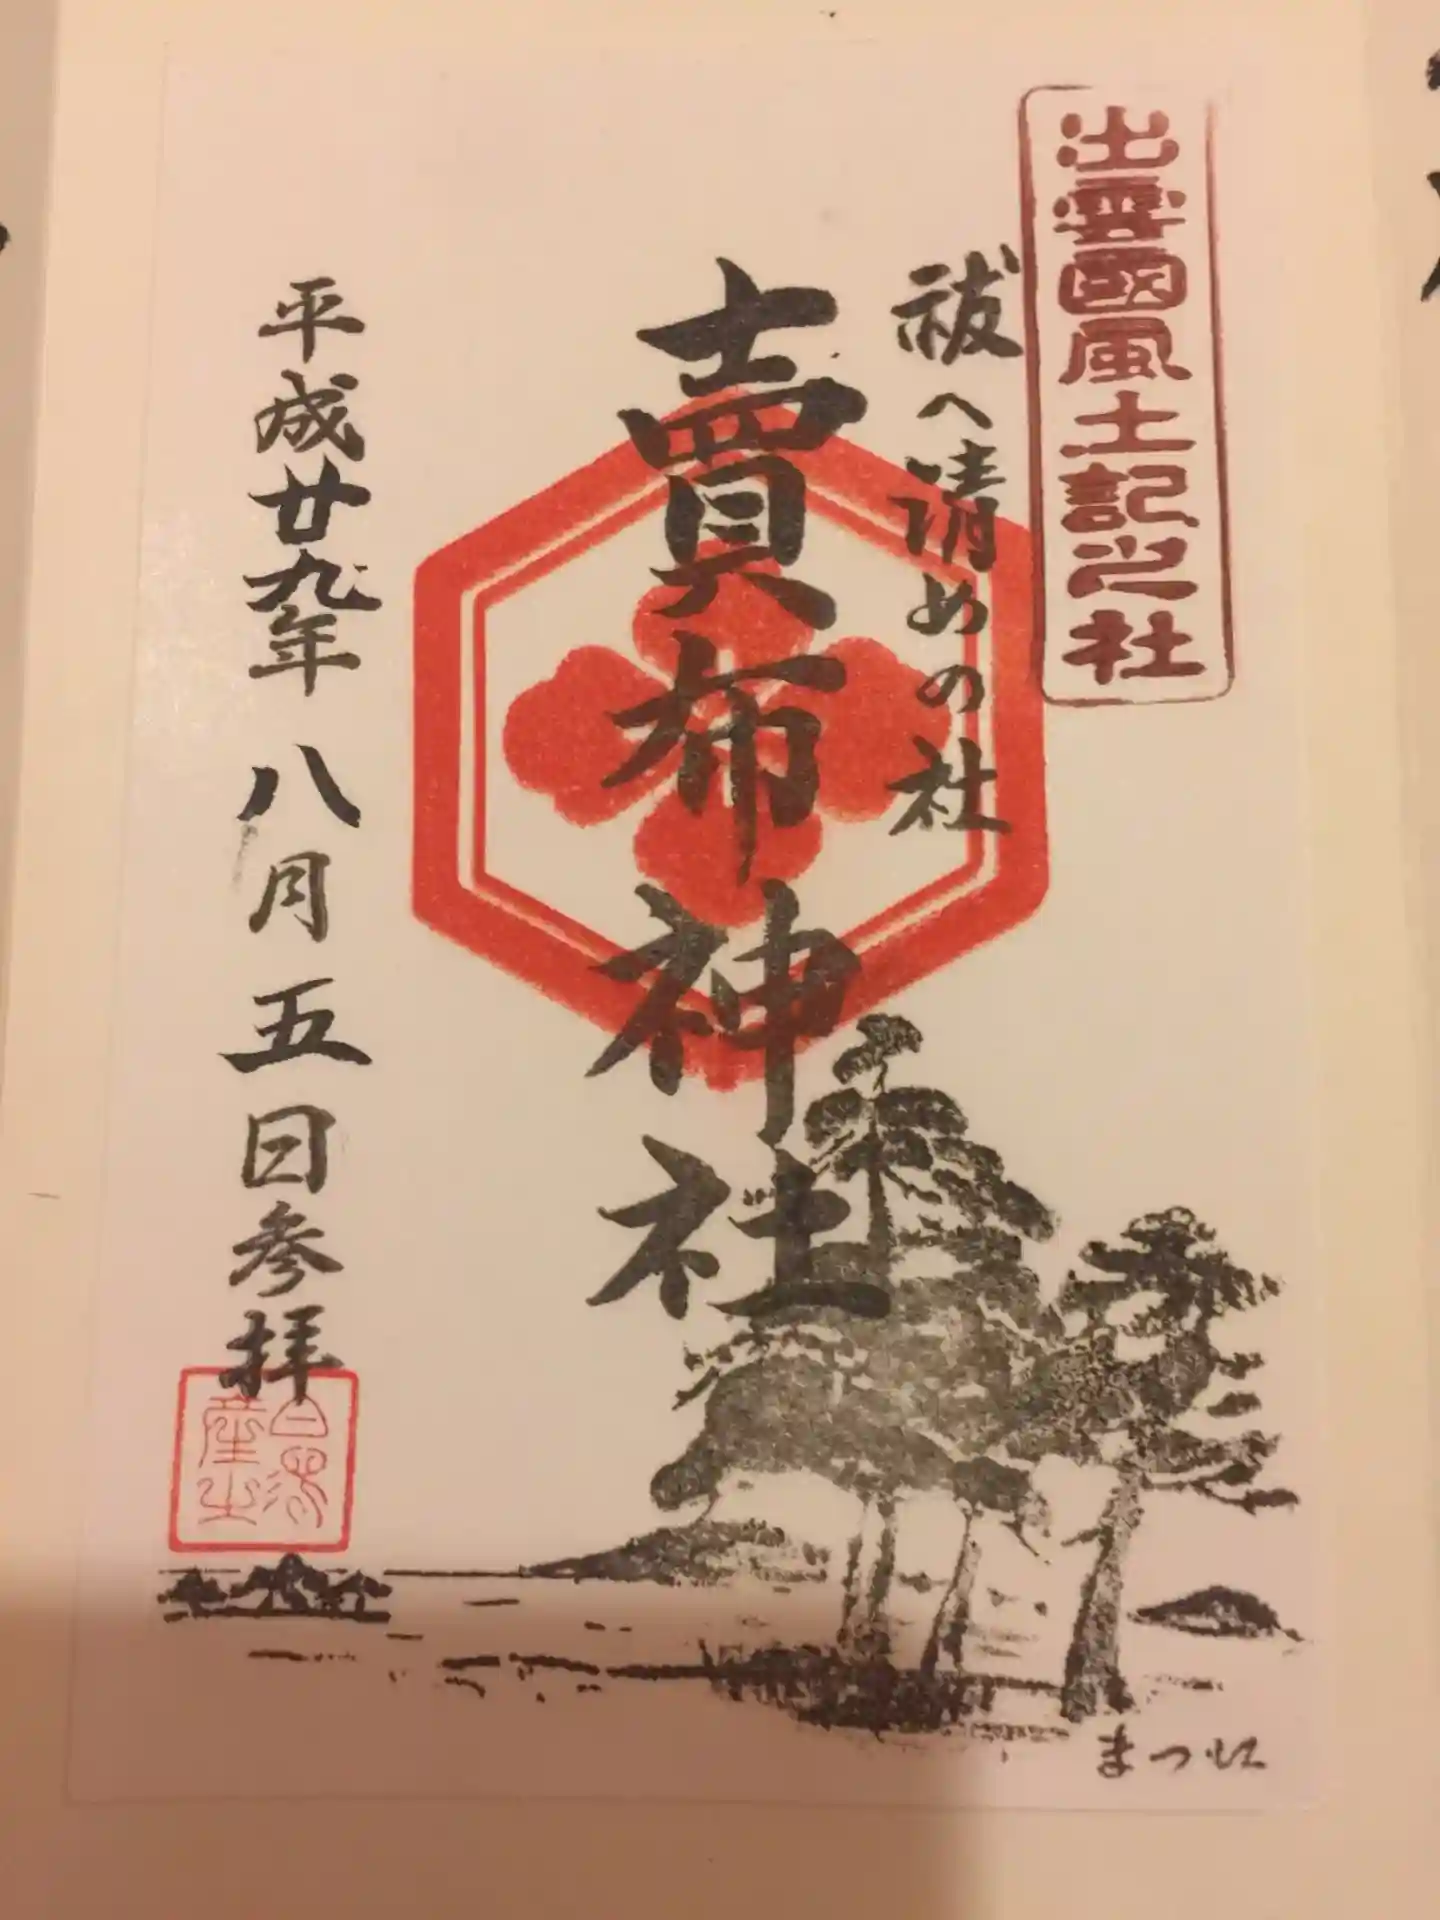 出雲國風土記之社
祓へ清めの社
賣布神社
平成廿九年八月五日参拝
まつ江